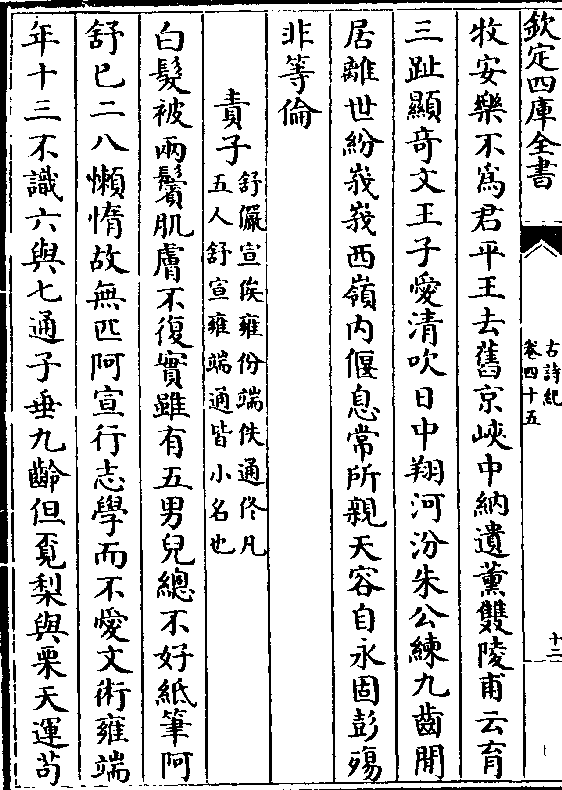 欽定四庫全書
古詩紀
卷四十五
十二
牧安樂不為君平王去舊京峽中納遺薫雙陵甫云育
三趾顯奇文王子愛清吹日中翔河汾朱公練九齒閒
居離世紛峩峩西嶺内偃息常所親天容自永固彭殤
非等倫
責子
舒儼宣俟雍份端佚通佟凡
五人舒宣雍端通皆小名也
白髮被兩鬢肌膚不復實雖有五男兒總不好紙筆阿
舒已二八懶惰故無匹阿宣行志學而不愛文術雍端
年十三不識六與七通子垂九齡但覓梨與栗天運苟